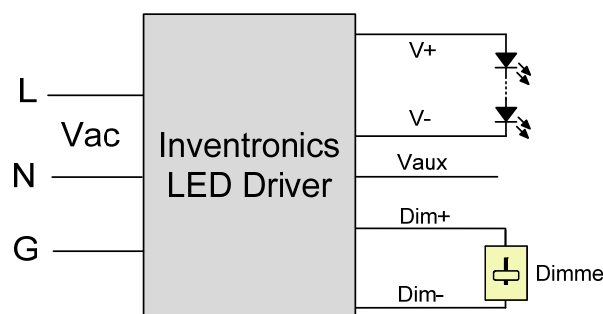 L
Vac
N
G
Inventronics
LED Driver
V+
V-
Vaux
Dim+
Dim-
Dimme